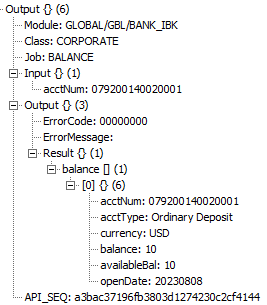 Output {} (6)
Module: GLOBAL/GBL/BANK_IBK
Class: CORPORATE
Job: BALANCE
Input {} (1)
acctNum: 079200140020001
Output {} (3)
ErrorCode: 00000000
ErrorMessage:
Result {} (1)
balance [] (1)
[0] {} (6)
acctNum: 079200140020001
acctType: Ordinary Deposit
currency: USD
balance: 10
availableBal: 10
openDate: 20230808
API_SEQ: a3bac37196fb3803d1274230c2cf4144